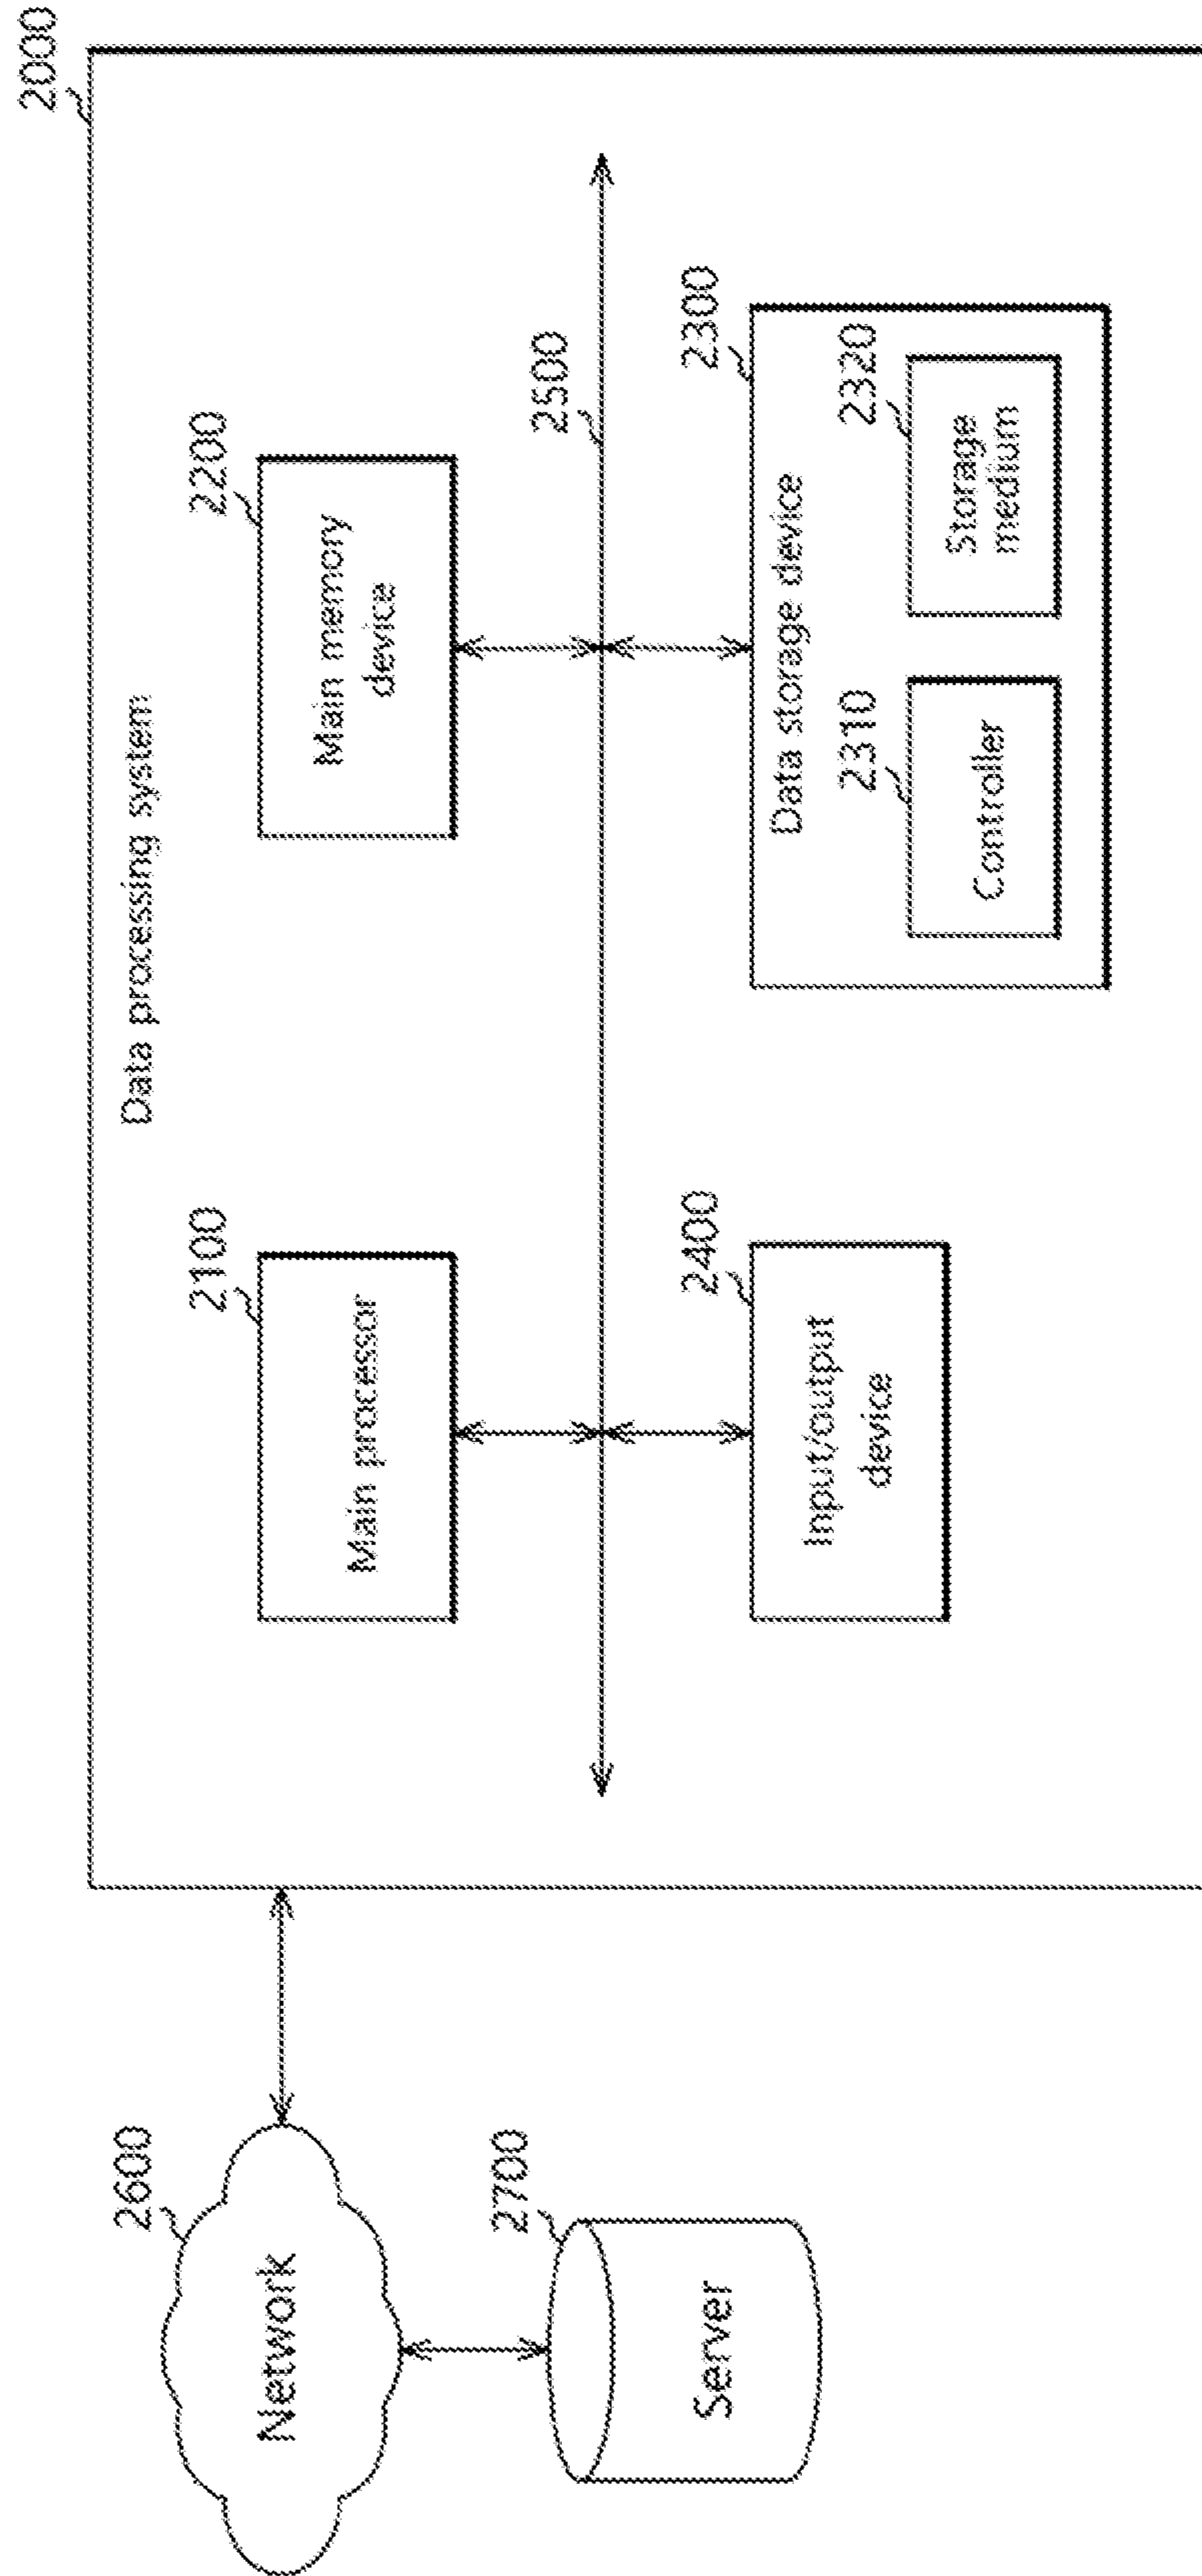 2000
Data processing system
2600
Network
2100
Main processor
2200
Main memory
device
2500
2700
Server
2400
Input/output
device
2300
Data storage device
2310
Controller
2320
Storage
medium